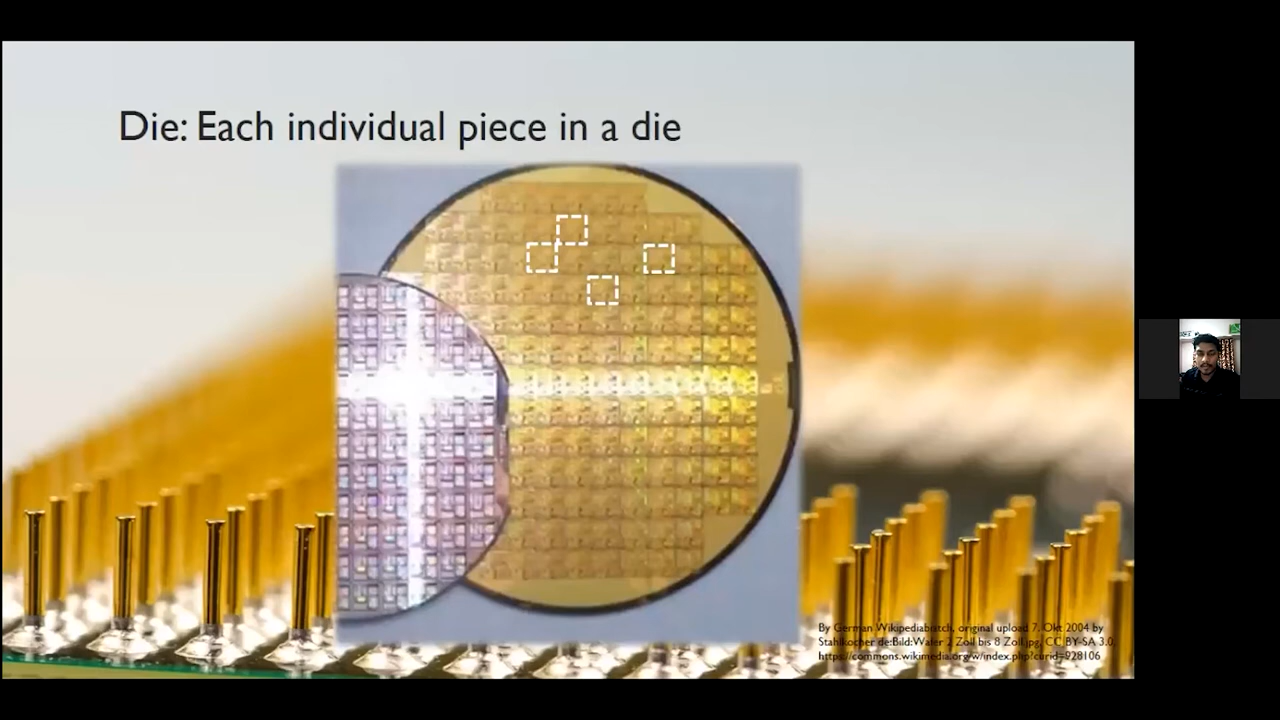 Die: Each individual piece in a die
By German Wikipediabiatch, original upload 7. Okt 2004 by
Stahlkocher de:Bild:Wafer 2 Zoll bis 8 Zoll.jpg, CC BY-SA 3.0,
https://commons.wikimedia.org/w/index.php?curid=928106